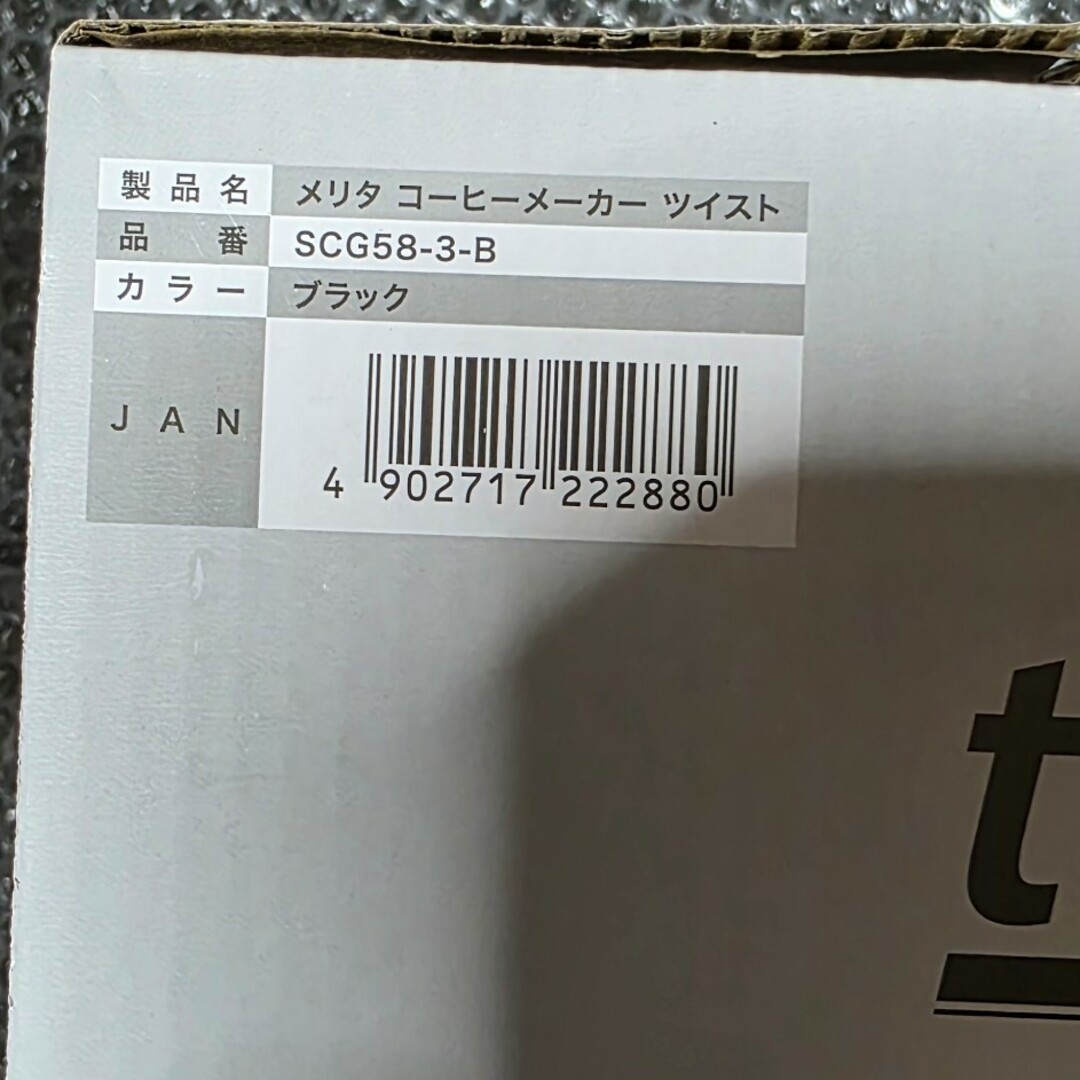 製品名 メリタ コーヒーメーカー ツイスト
品番 SCG58-3-B
カラー ブラック
JAN
4 902717 222880
t